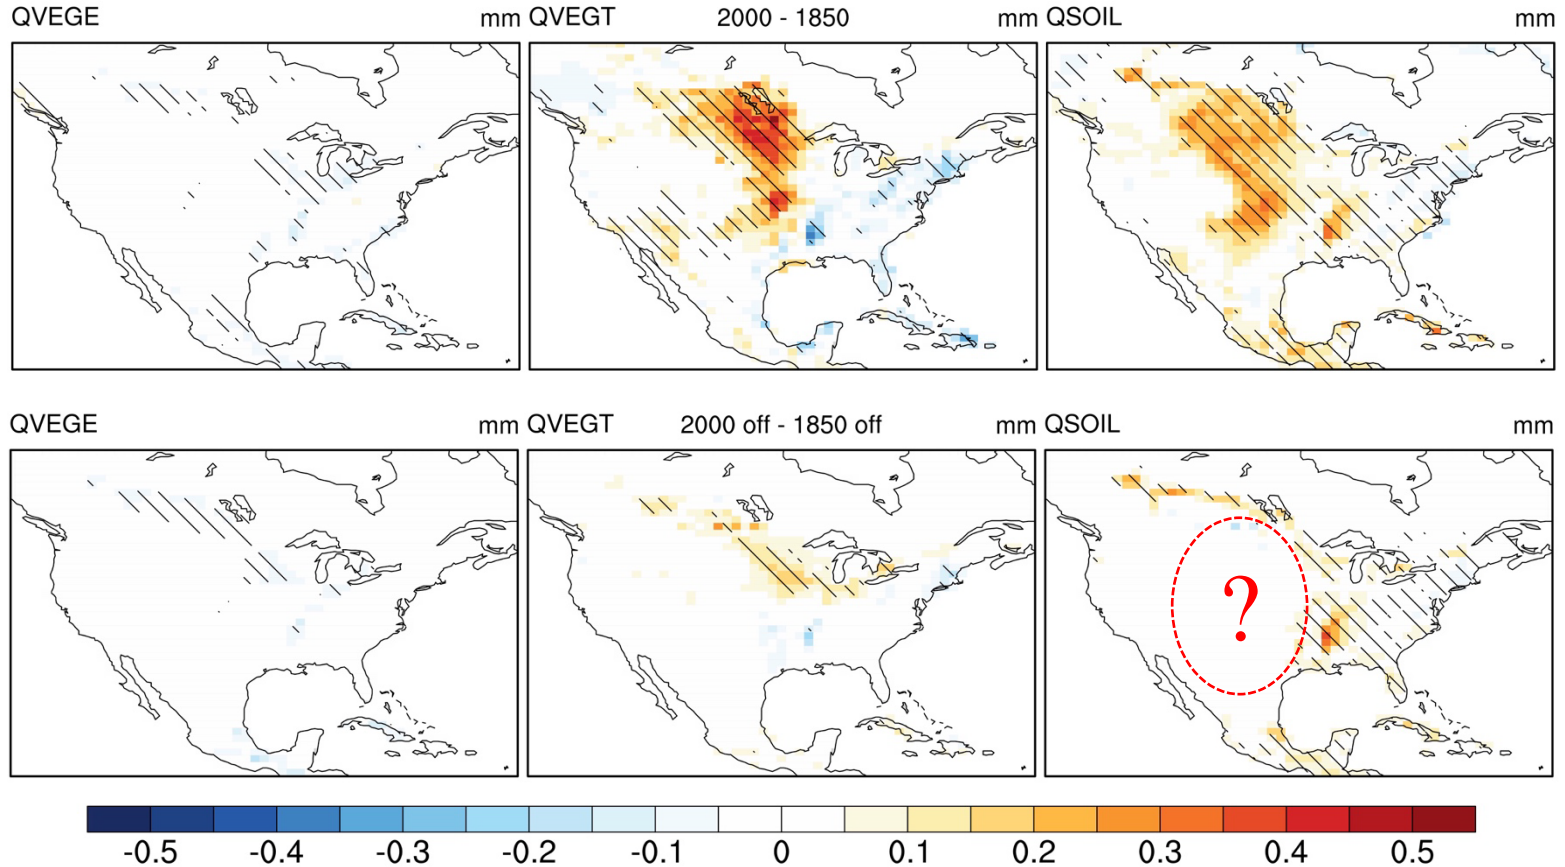 QVEGE mm
QVEGT 2000 - 1850 mm
QSOIL mm
QVEGE mm
QVEGT 2000 off - 1850 off mm
QSOIL mm
?
-0.5 -0.4 -0.3 -0.2 -0.1 0 0.1 0.2 0.3 0.4 0.5